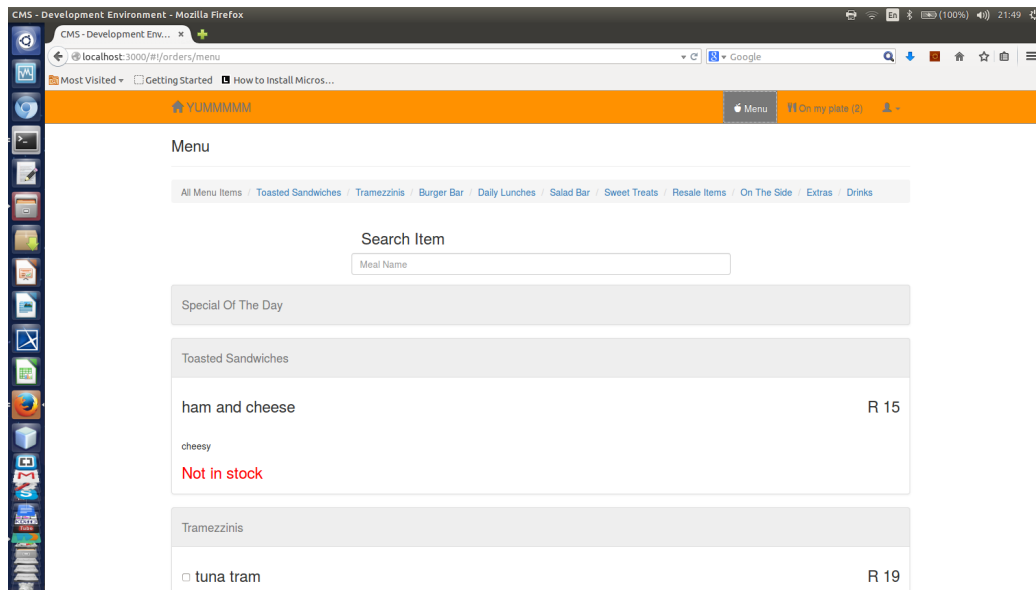 CMS - Development Environment - Mozilla Firefox
En (100%) 21:49
CMS - Development Env... ×
localhost:3000/#!/orders/menu
Google
Most Visited Getting Started How to Install Micros...
YUMMMMM Menu On my plate (2)
Menu
All Menu Items / Toasted Sandwiches / Tramezzinis / Burger Bar / Daily Lunches / Salad Bar / Sweet Treats / Resale Items / On The Side / Extras / Drinks
Search Item
Meal Name
Special Of The Day
Toasted Sandwiches
ham and cheese R 15
cheesy
Not in stock
Tramezzinis
tuna tram R 19